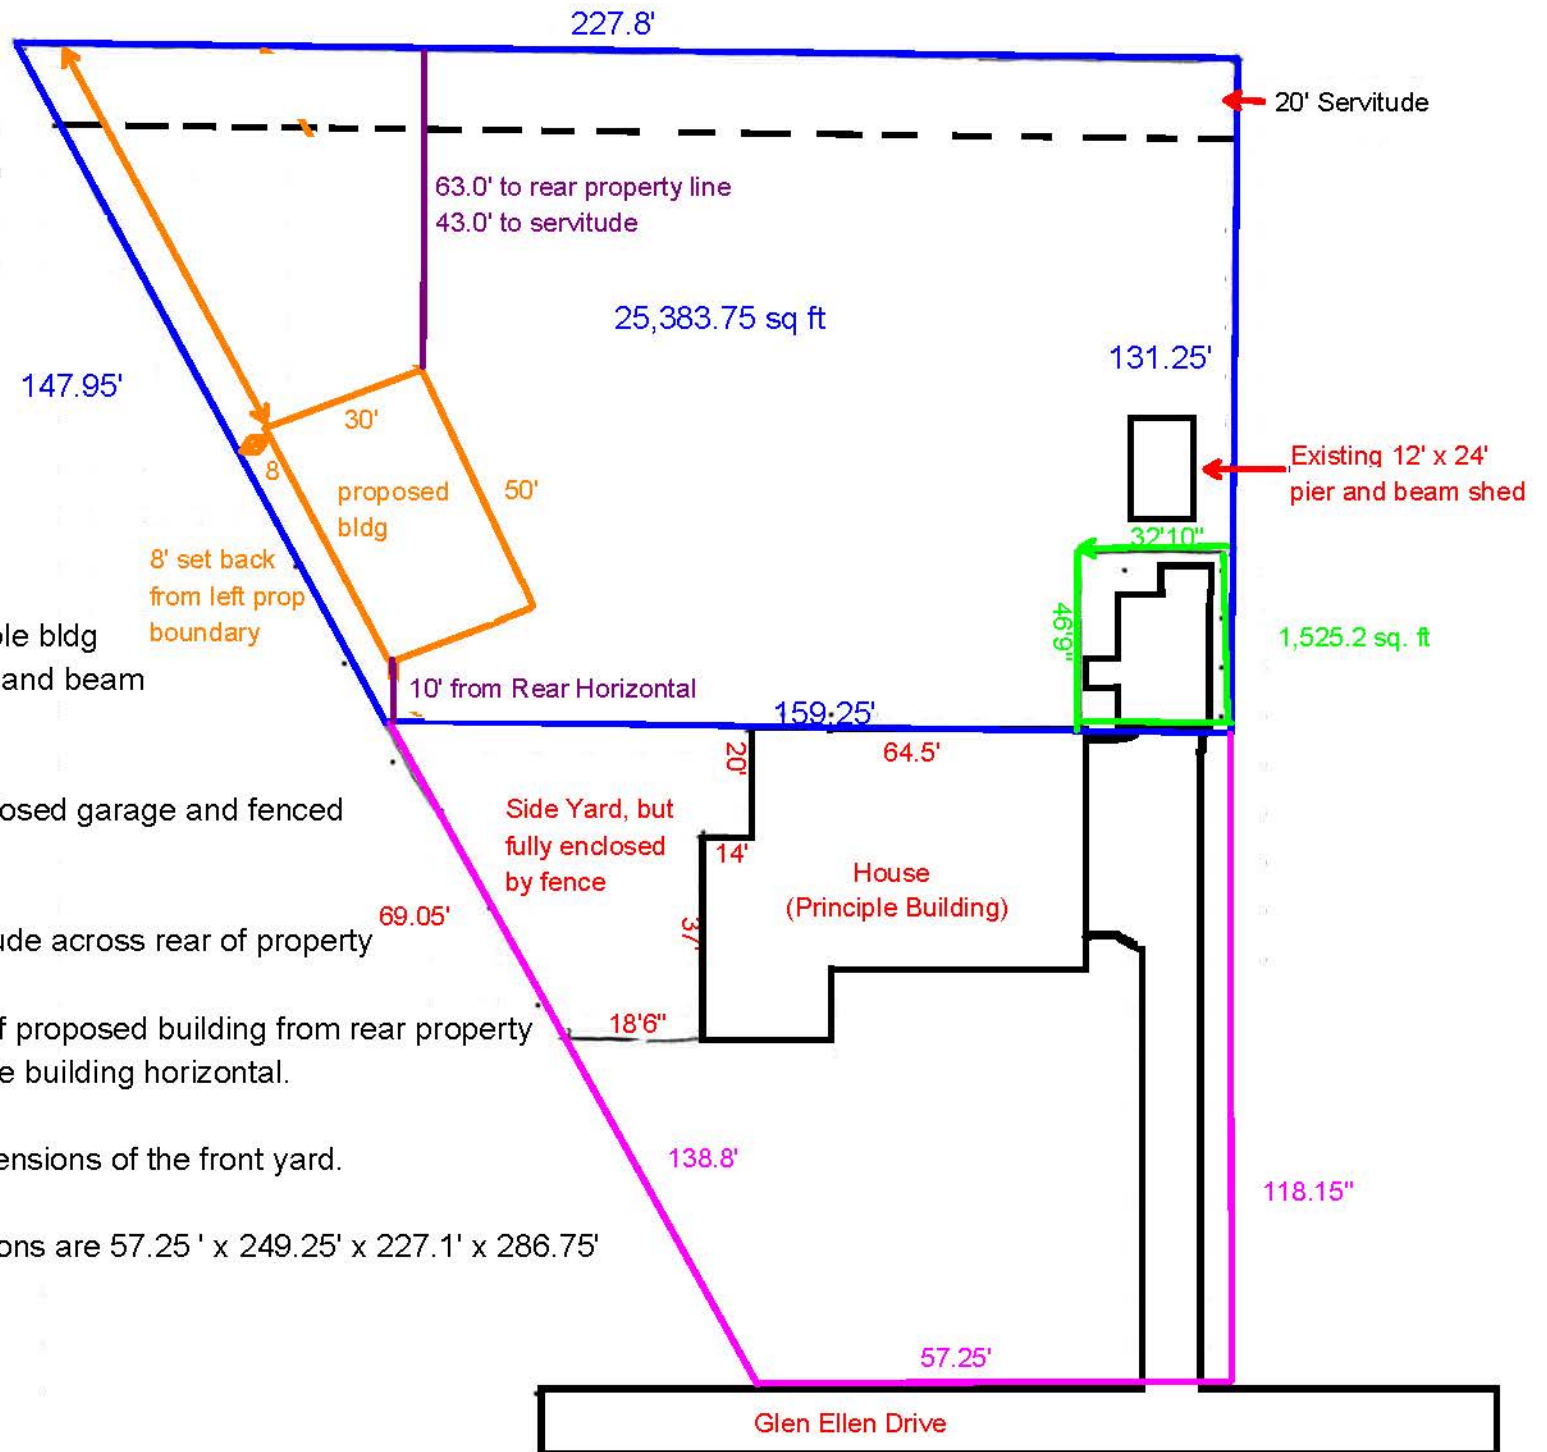 227.8'
20' Servitude
63.0' to rear property line
43.0' to servitude
25,383.75 sq ft
131.25'
147.95'
30'
8
proposed
bldg
50'
Existing 12' x 24'
pier and beam shed
32'10"
8' set back
from left prop
boundary
46'9"
1,525.2 sq. ft
ole bldg
and beam
10' from Rear Horizontal
159.25'
20'
64.5'
osed garage and fenced
Side Yard, but
fully enclosed
by fence
14'
House
(Principle Building)
69.05'
37'
ude across rear of property
18'6"
f proposed building from rear property
e building horizontal.
138.8'
ensions of the front yard.
118.15"
ons are 57.25 ' x 249.25' x 227.1' x 286.75'
57.25'
Glen Ellen Drive